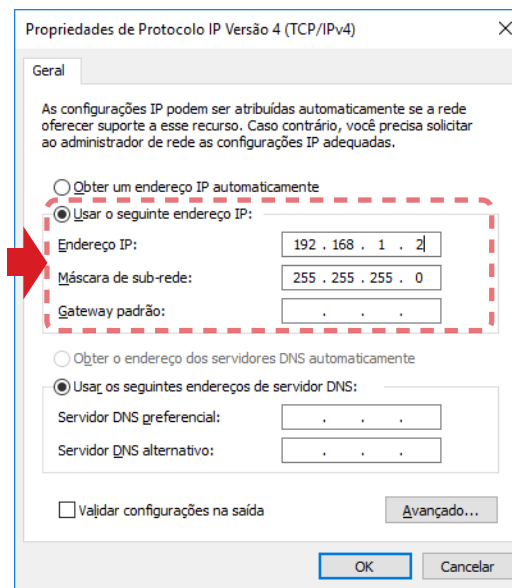 Propriedades de Protocolo IP Versão 4 (TCP/IPv4)
Geral
As configurações IP podem ser atribuídas automaticamente se a rede
oferecer suporte a esse recurso. Caso contrário, você precisa solicitar
ao administrador de rede as configurações IP adequadas.
Obter um endereço IP automaticamente
Usar o seguinte endereço IP:
Endereço IP: 192 . 168 . 1 . 2
Máscara de sub-rede: 255 . 255 . 255 . 0
Gateway padrão: . . .
Obter o endereço dos servidores DNS automaticamente
Usar os seguintes endereços de servidor DNS:
Servidor DNS preferencial: . . .
Servidor DNS alternativo: . . .
Validar configurações na saída
Avançado...
OK Cancelar